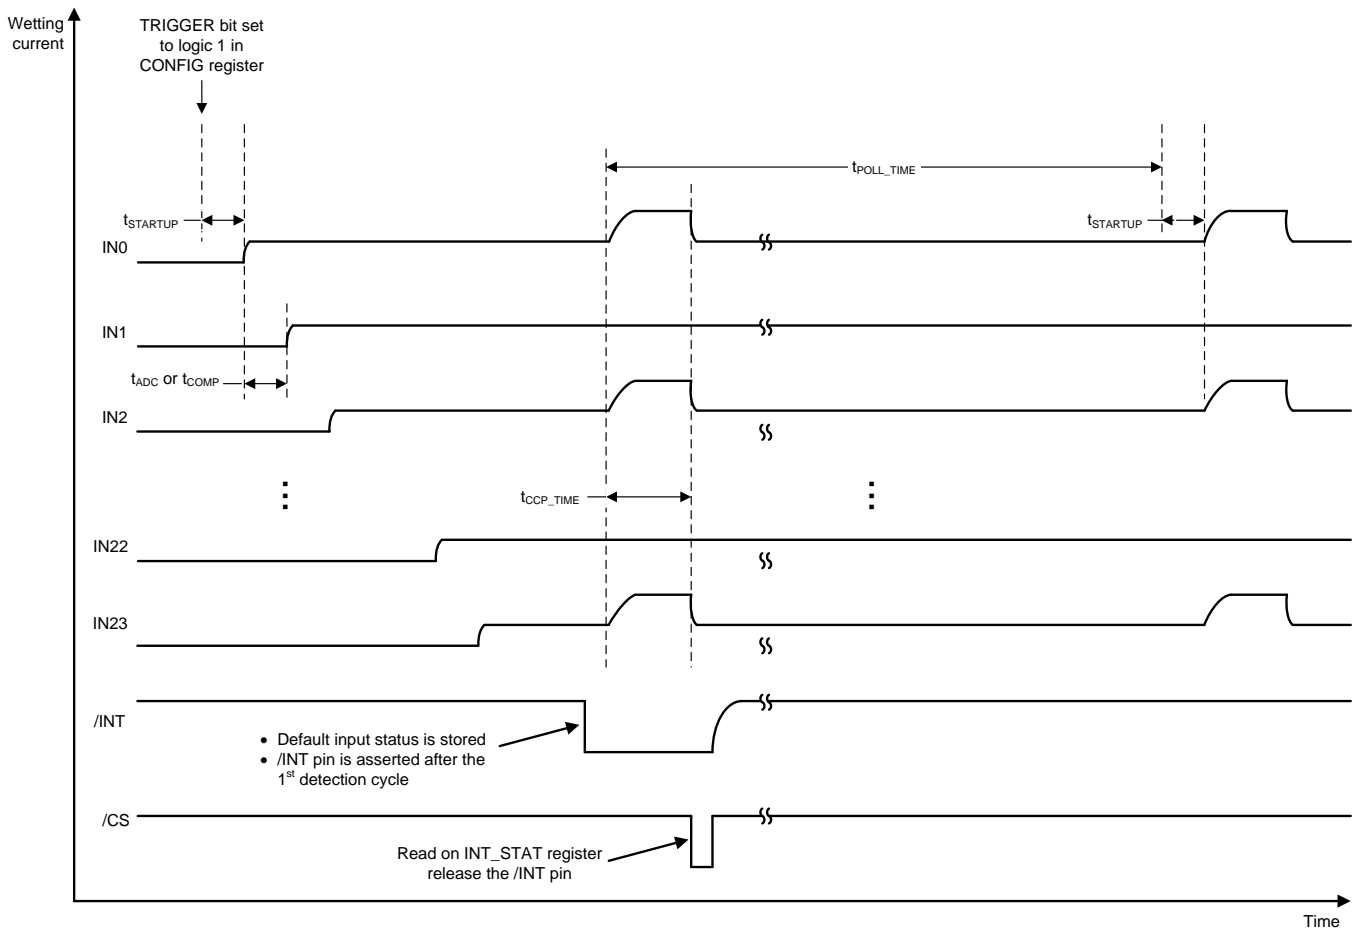 Wetting
current
TRIGGER bit set
to logic 1 in
CONFIG register
tPOLL_TIME
tSTARTUP
tSTARTUP
IN0
IN1
tADC or tCOMP
IN2
tCCP_TIME
IN22
IN23
/INT
• Default input status is stored
• /INT pin is asserted after the
1st detection cycle
/CS
Read on INT_STAT register
release the /INT pin
Time